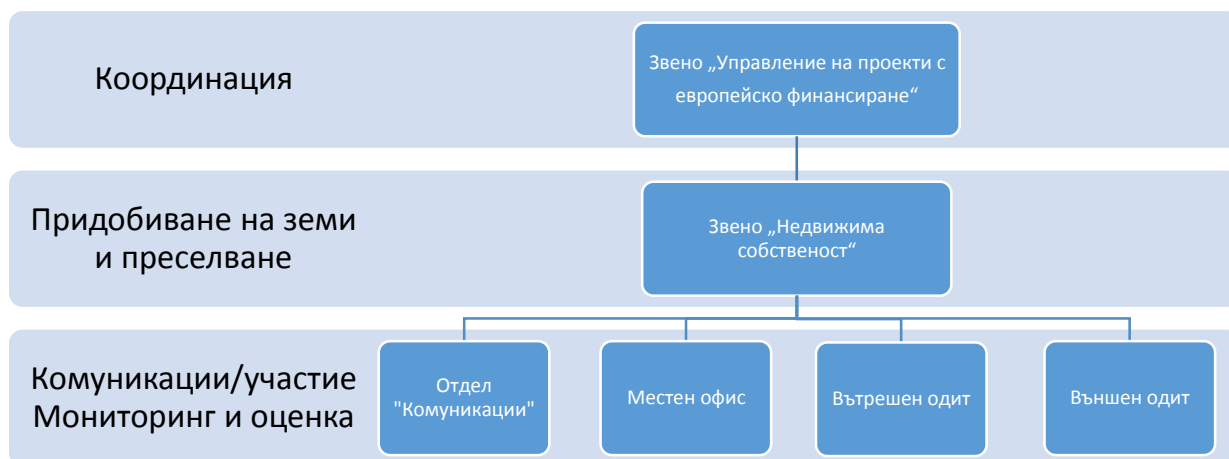 Координация
Звено „Управление на проекти с
европейско финансиране“
Придобиване на земи
и преселване
Звено „Недвижима
собственост“
Комуникации/участие
Мониторинг и оценка
Отдел
"Комуникации"
Местен офис
Вътрешен одит
Външен одит